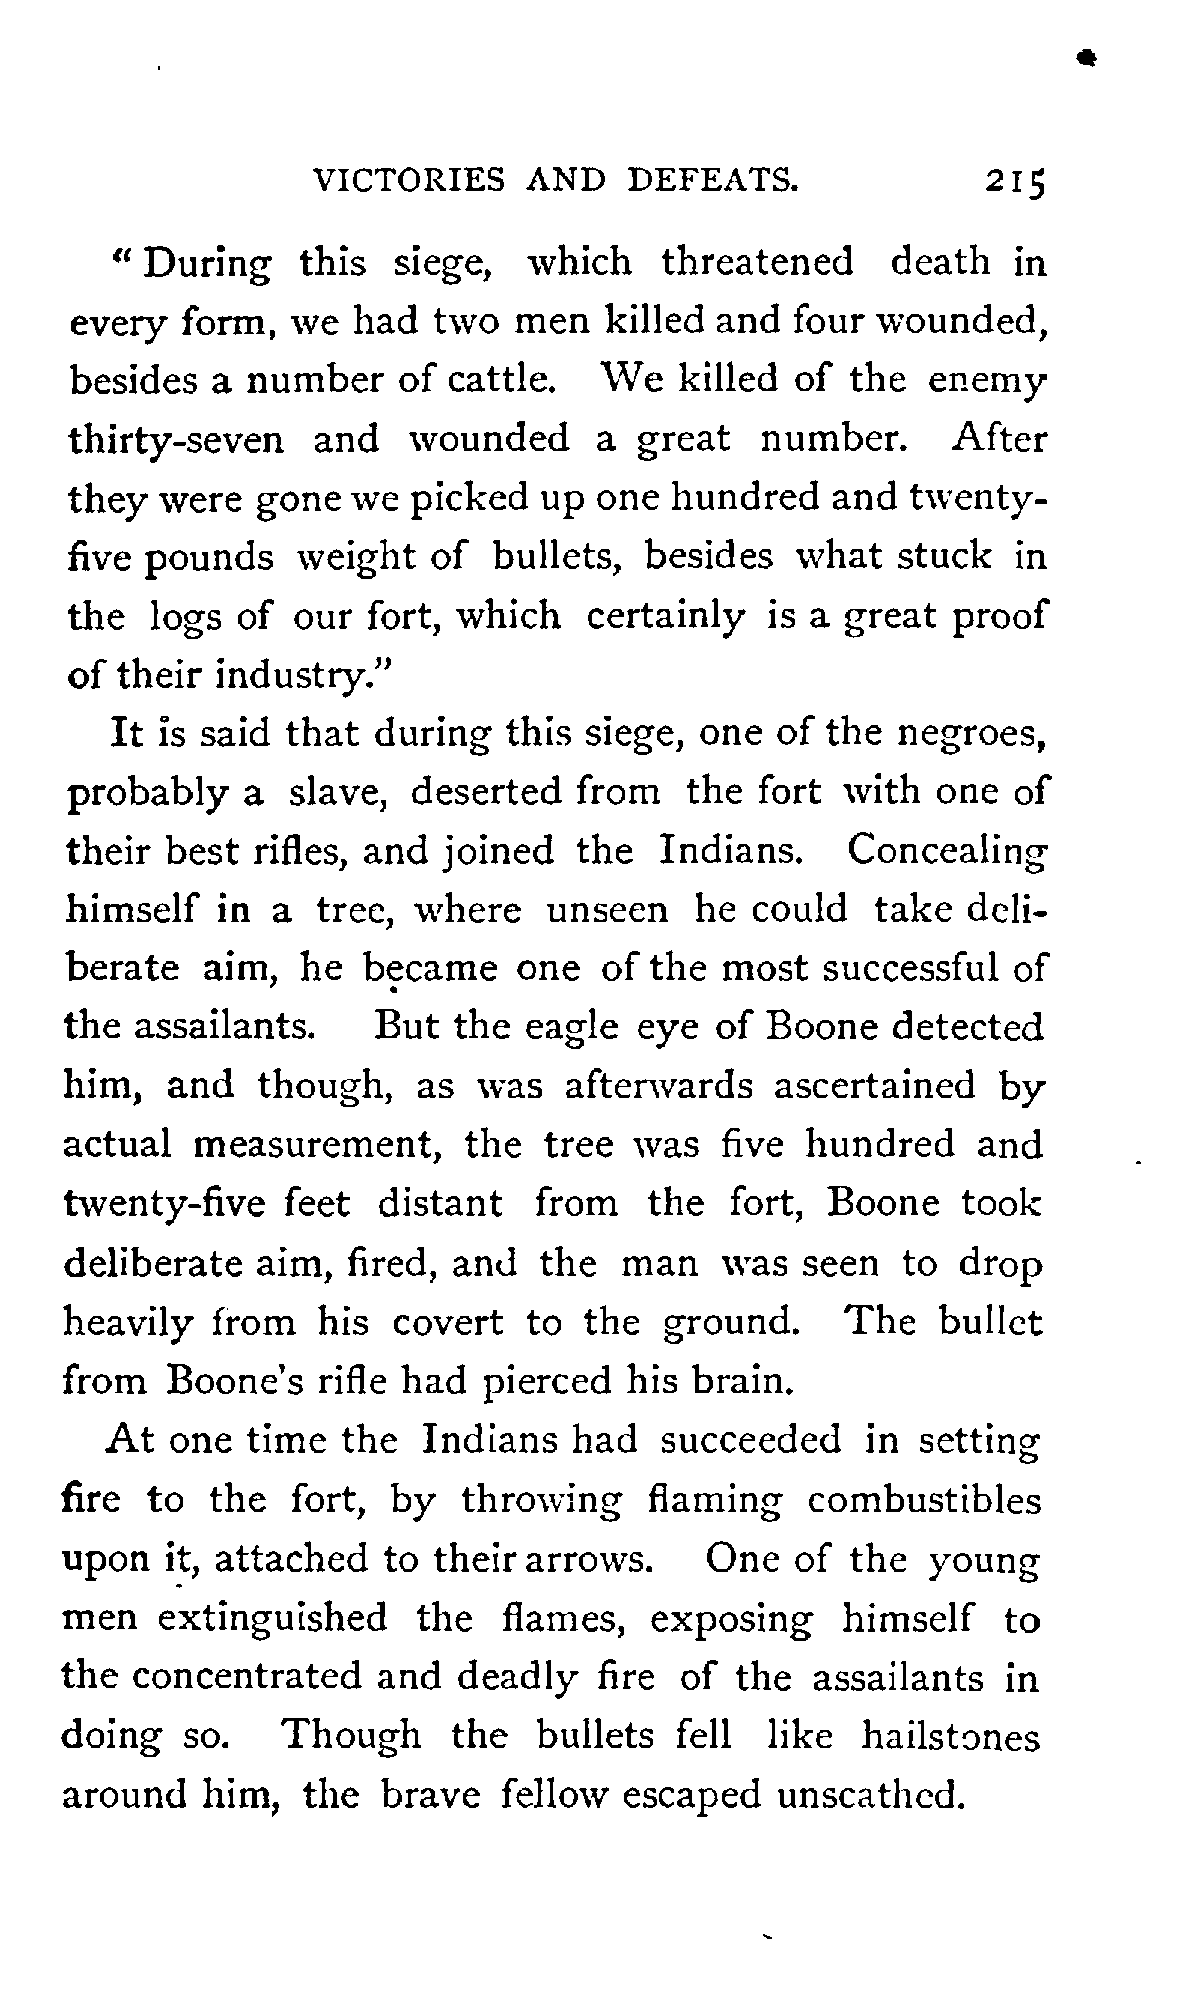 VICTORIES AND DEFEATS. 215
“ During this siege, which threatened death in
every form, we had two men killed and four wounded,
besides a number of cattle. We killed of the enemy
thirty-seven and wounded a great number. After
they were gone we picked up one hundred and twenty-
five pounds weight of bullets, besides what stuck in
the logs of our fort, which certainly is a great proof
of their industry.”
It is said that during this siege, one of the negroes,
probably a slave, deserted from the fort with one of
their best rifles, and joined the Indians. Concealing
himself in a tree, where unseen he could take deli-
berate aim, he became one of the most successful of
the assailants. But the eagle eye of Boone detected
him, and though, as was afterwards ascertained by
actual measurement, the tree was five hundred and
twenty-five feet distant from the fort, Boone took
deliberate aim, fired, and the man was seen to drop
heavily from his covert to the ground. The bullet
from Boone's rifle had pierced his brain.
At one time the Indians had succeeded in setting
fire to the fort, by throwing flaming combustibles
upon it, attached to their arrows. One of the young
men extinguished the flames, exposing himself to
the concentrated and deadly fire of the assailants in
doing so. Though the bullets fell like hailstones
around him, the brave fellow escaped unscathed.